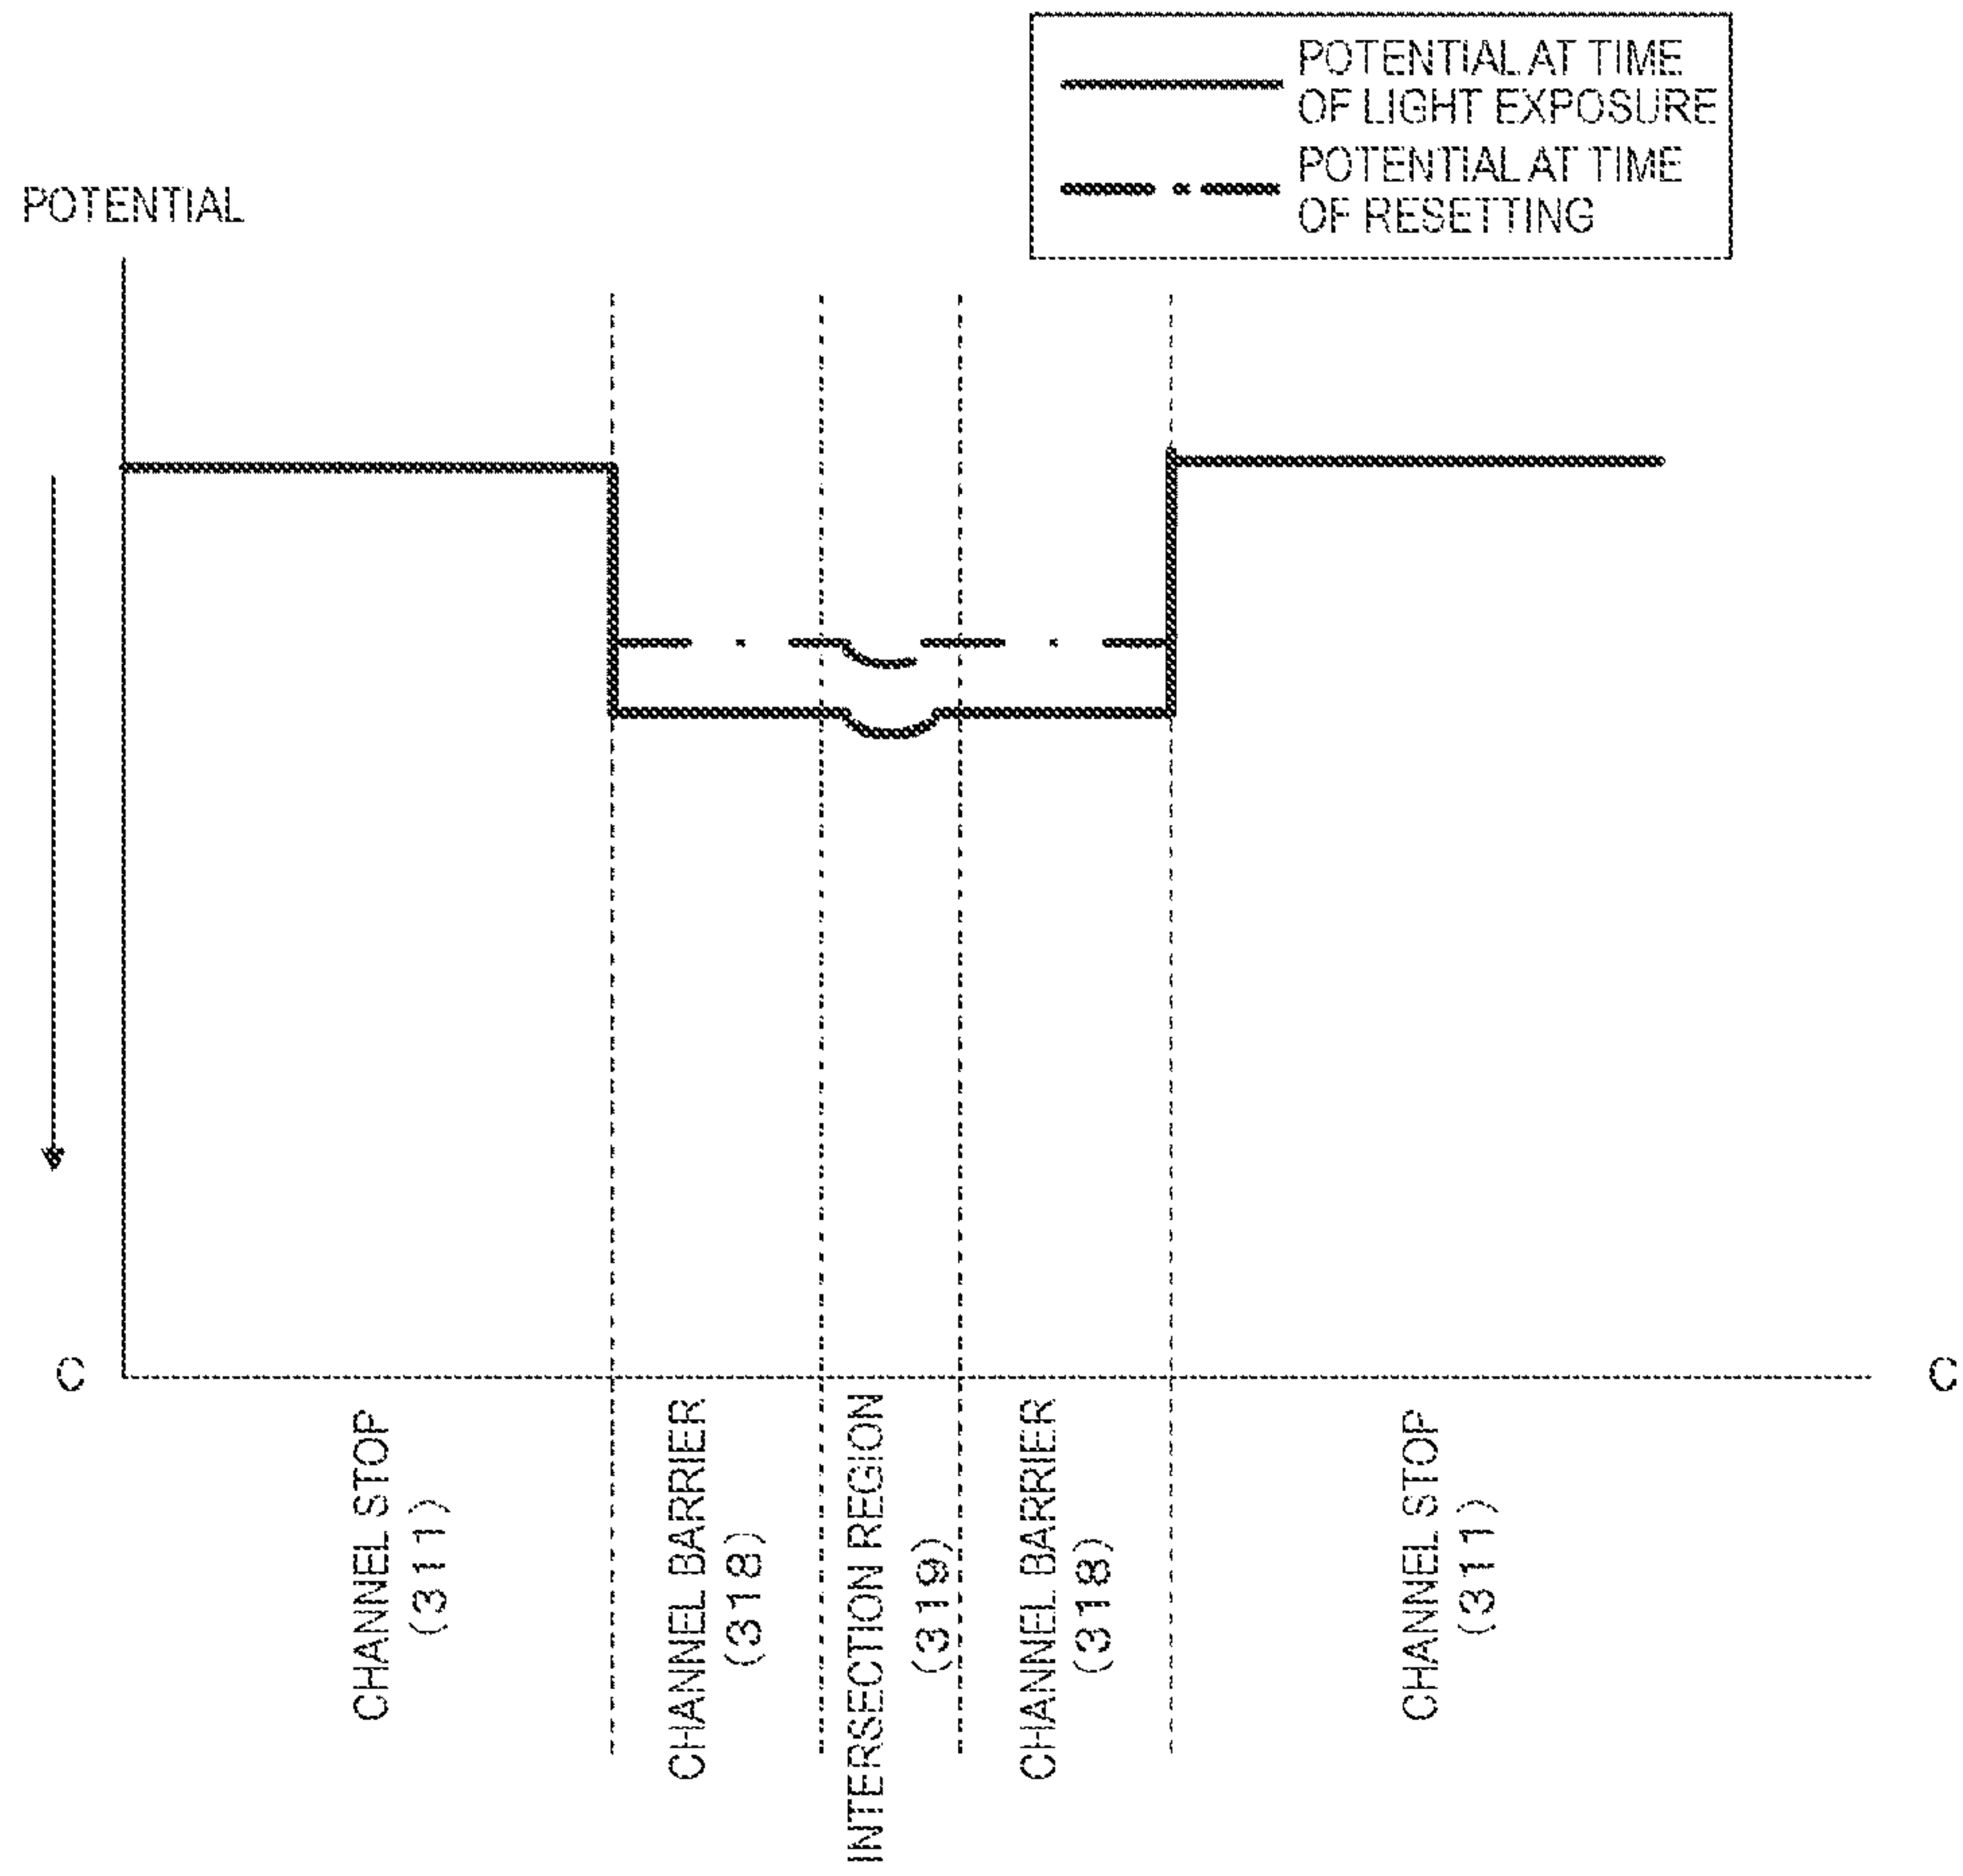 POTENTIAL AT TIME
OF LIGHT EXPOSURE
POTENTIAL AT TIME
OF RESETTING
POTENTIAL
C
C
CHANNEL STOP
(311)
CHANNEL BARRIER
(318)
INTERSECTION REGION
(319)
CHANNEL BARRIER
(318)
CHANNEL STOP
(311)